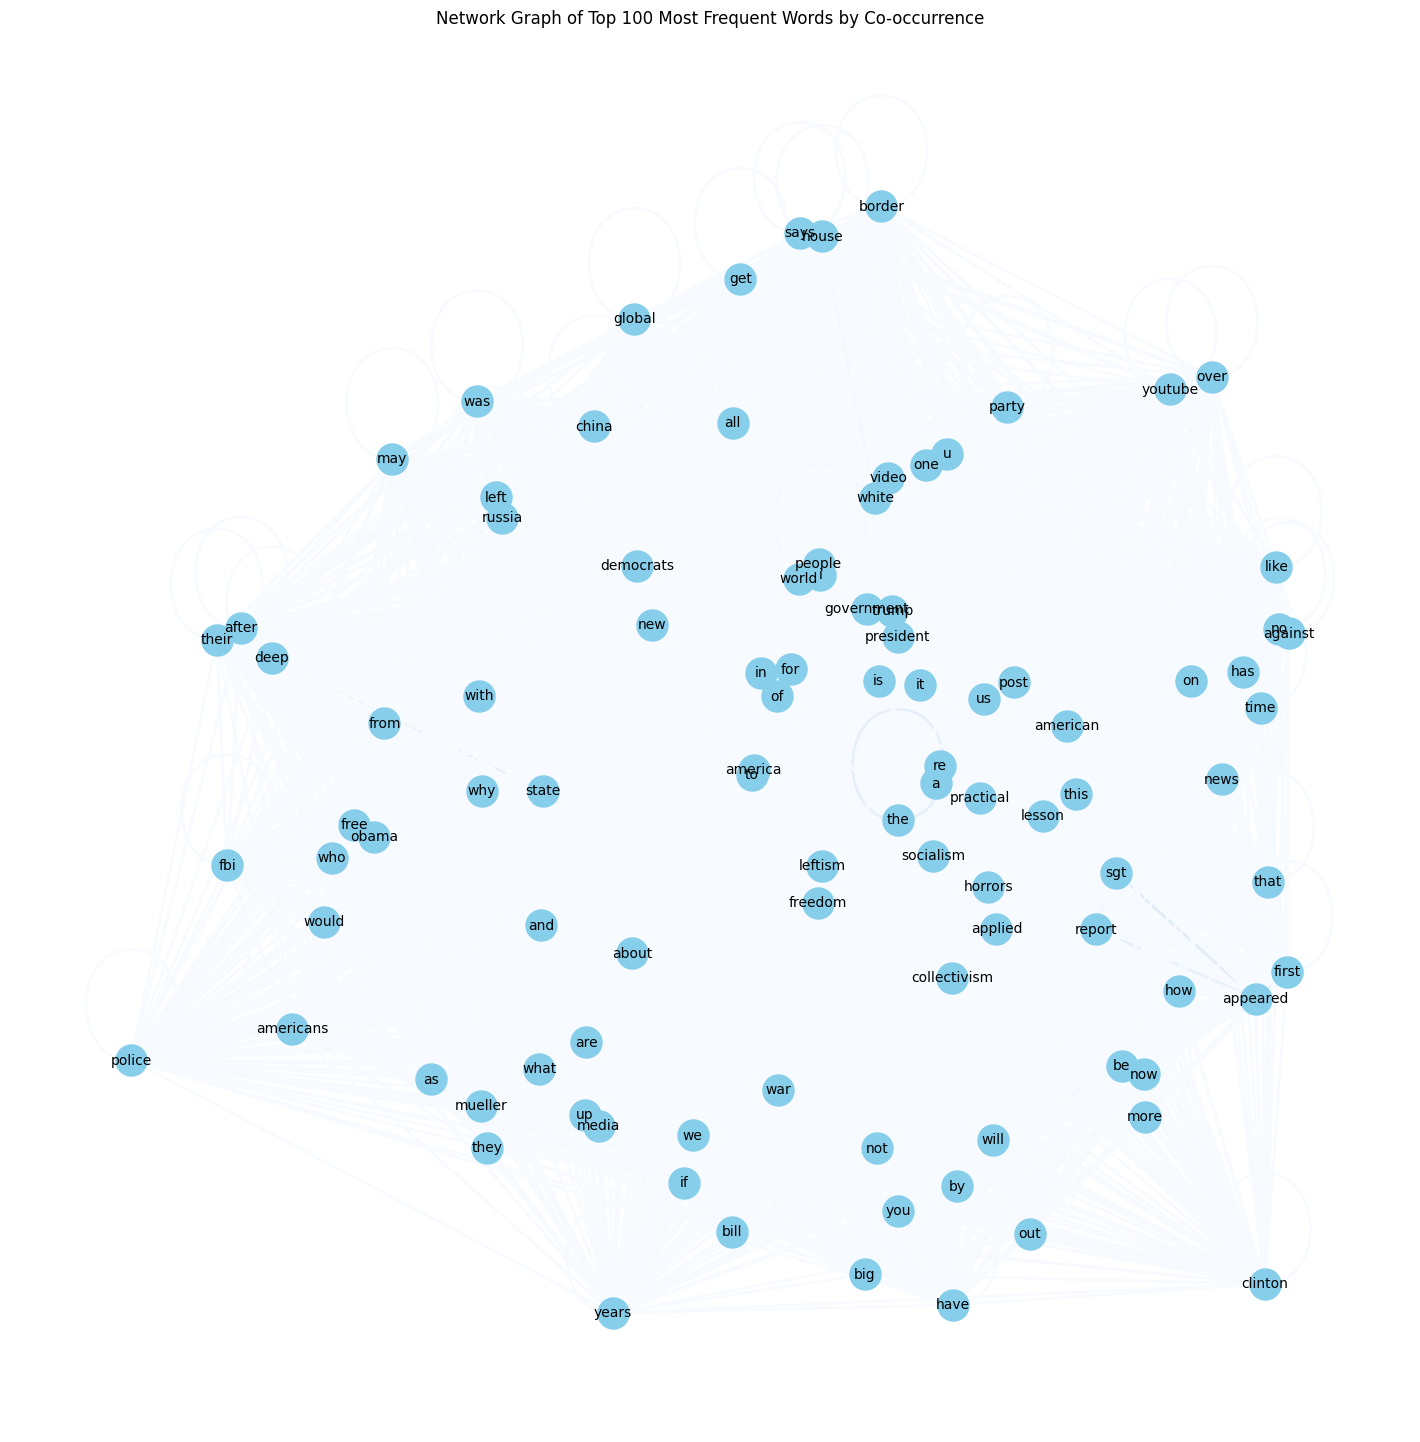 Network Graph of Top 100 Most Frequent Words by Co-occurrence
border
says
house
get
global
over
youtube
was
party
china
all
u
may
one
video
left
white
russia
people
democrats
like
i
world
government
trump
new
after
no
against
their
president
deep
for
has
in
is
on
post
it
with
of
us
time
from
american
re
america
to
news
a
why
state
this
practical
lesson
the
free
obama
socialism
who
fbi
leftism
sgt
that
horrors
freedom
would
and
applied
report
about
first
collectivism
how
appeared
americans
are
police
be
what
now
as
war
mueller
up
more
media
we
will
they
not
if
by
you
bill
out
big
clinton
have
years